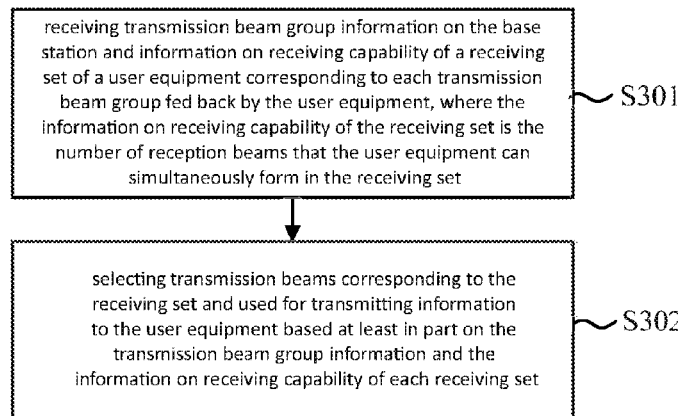 receiving transmission beam group information on the base
station and information on receiving capability of a receiving
set of a user equipment corresponding to each transmission
beam group fed back by the user equipment, where the
information on receiving capability of the receiving set is the
number of reception beams that the user equipment can
simultaneously form in the receiving set
S301
selecting transmission beams corresponding to the
receiving set and used for transmitting information
to the user equipment based at least in part on the
transmission beam group information and the
information on receiving capability of each receiving set
S302